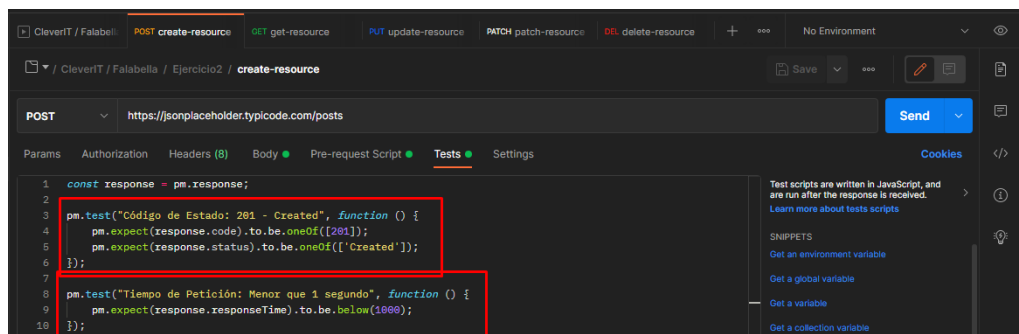 CleverIT / Falabell POST create-resource GET get-resource PUT update-resource PATCH patch-resource DEL delete-resource + ooo No Environment
/ CleverIT / Falabella / Ejercicio2 / create-resource Save ooo
POST https://jsonplaceholder.typicode.com/posts Send
Params Authorization Headers (8) Body Pre-request Script Tests Settings Cookies
1 const response = pm.response;
2
3 pm.test("Código de Estado: 201 - Created", function () {
4 pm.expect(response.code).to.be.oneOf([201]);
5 pm.expect(response.status).to.be.oneOf(['Created']);
6 });
7
8 pm.test("Tiempo de Petición: Menor que 1 segundo", function () {
9 pm.expect(response.responseTime).to.be.below(1000);
10 });
Test scripts are written in JavaScript, and
are run after the response is received.
Learn more about tests scripts
SNIPPETS
Get an environment variable
Get a global variable
Get a variable
Get a collection variable